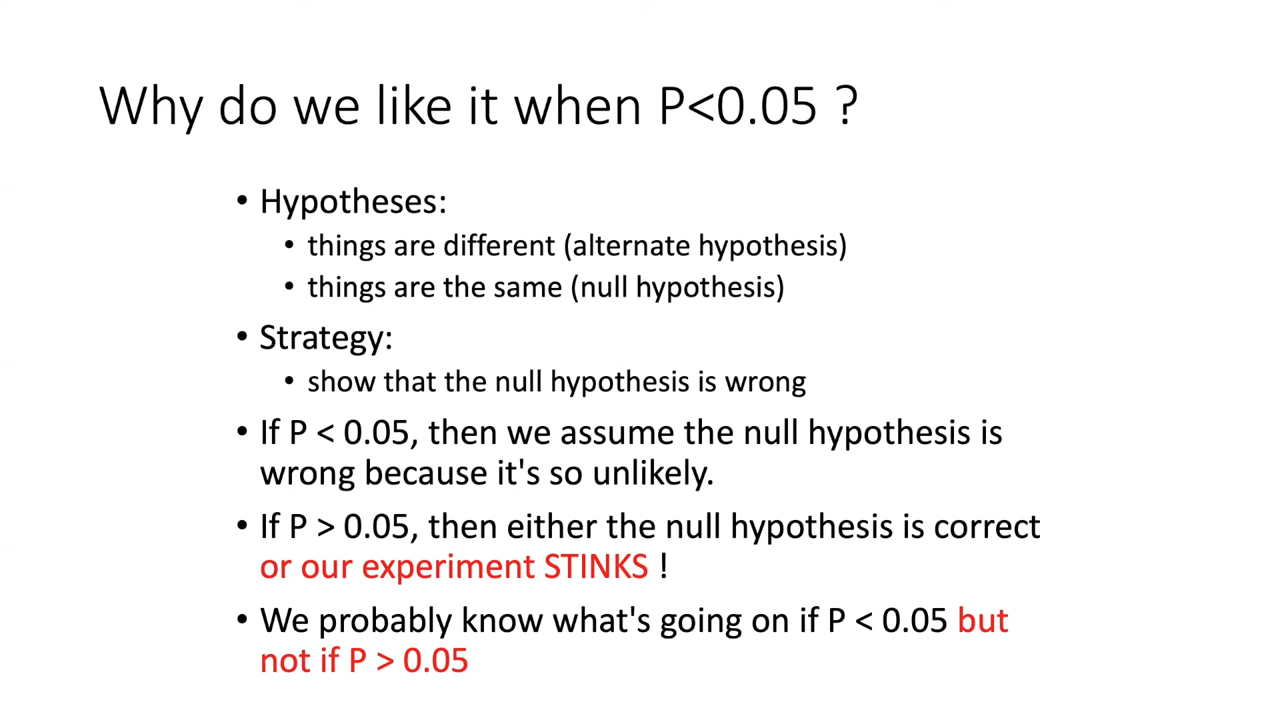 Why do we like it when P<0.05 ?
• Hypotheses:
• things are different (alternate hypothesis)
• things are the same (null hypothesis)
• Strategy:
• show that the null hypothesis is wrong
• If P < 0.05, then we assume the null hypothesis is
wrong because it's so unlikely.
• If P > 0.05, then either the null hypothesis is correct
or our experiment STINKS !
• We probably know what's going on if P < 0.05 but
not if P > 0.05